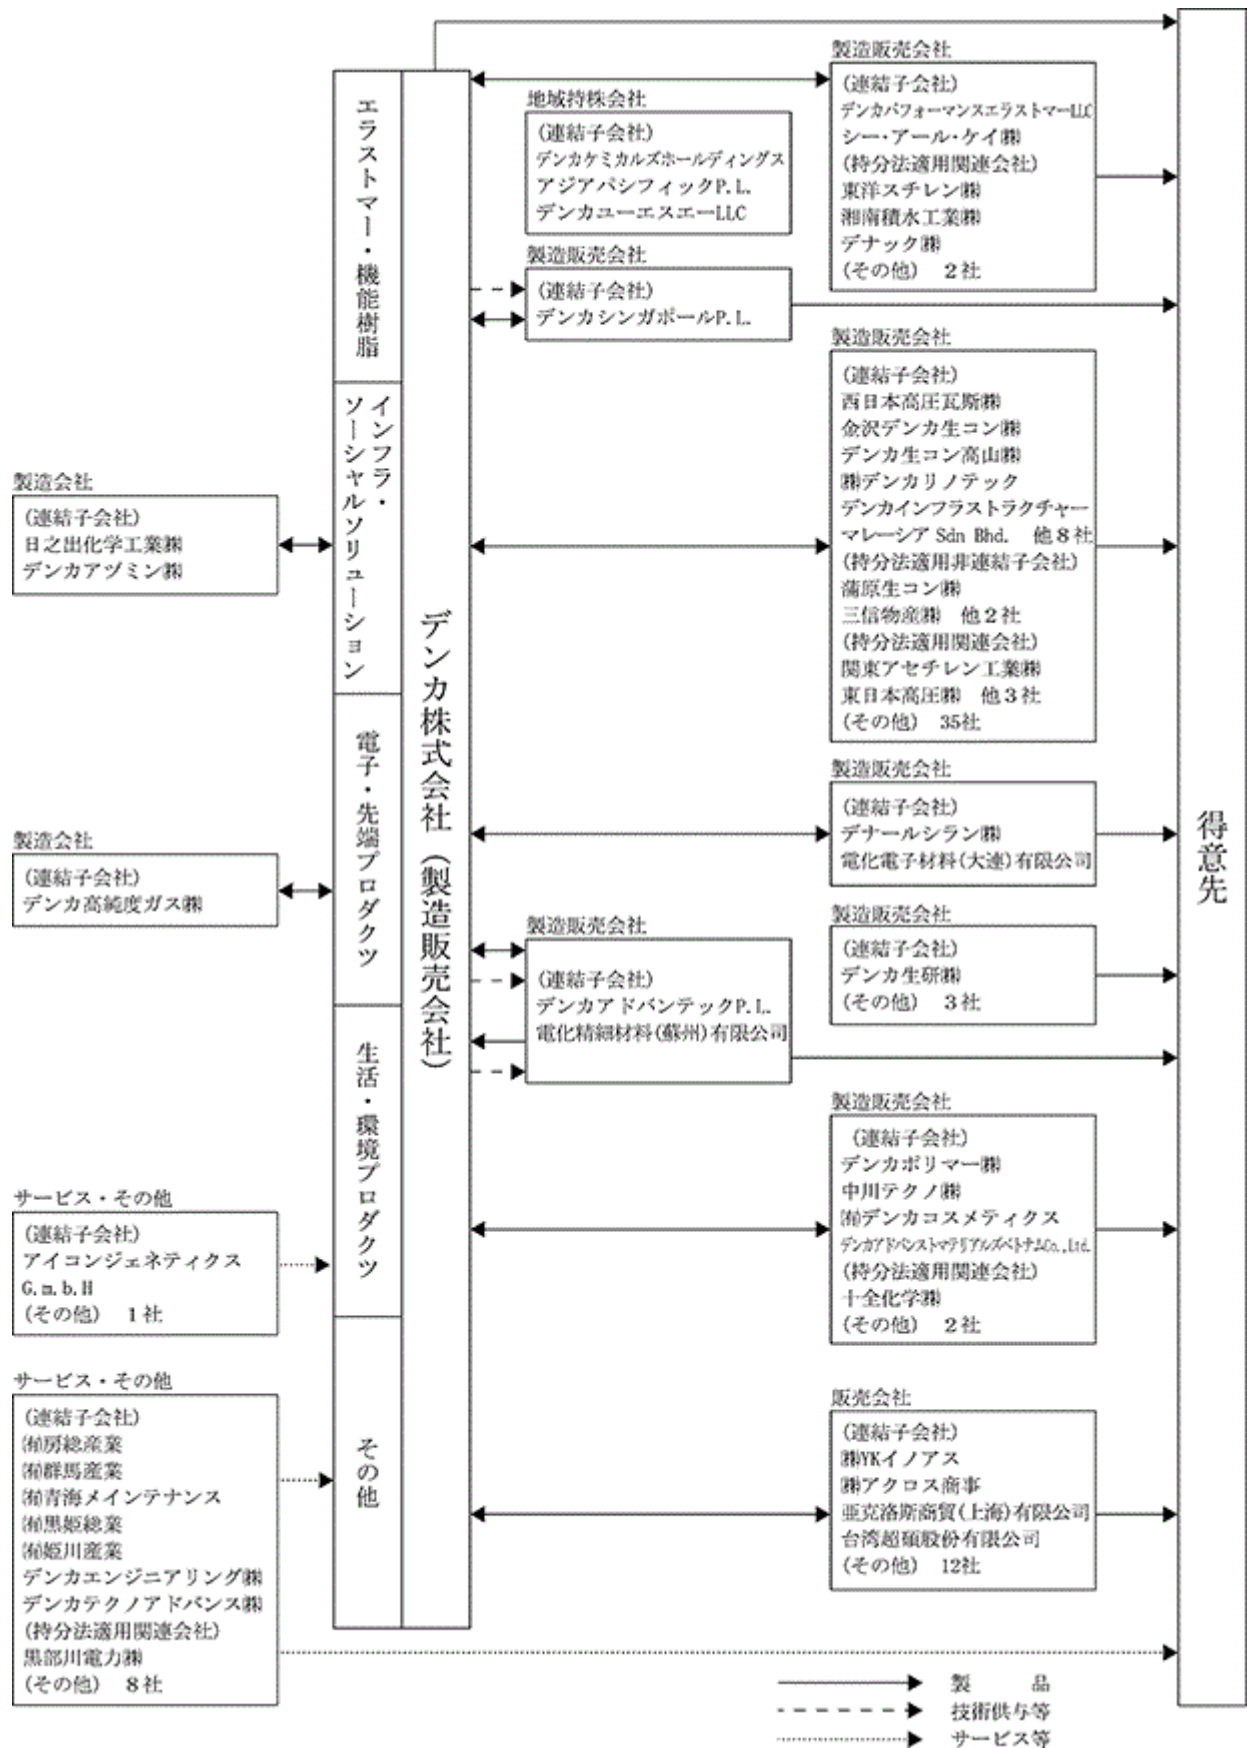 製造販売会社
(連結子会社)
デンカパフォーマンスエラストマーLLC
シー・アール・ケイ㈱
(持分法適用関連会社)
東洋スチレン㈱
湘南積水工業㈱
デナック㈱
(その他) 2社
地域持株会社
(連結子会社)
デンカケミカルズホールディングス
アジアパシフィックP.L.
デンカユーエスエーLLC
製造販売会社
(連結子会社)
デンカシンガポールP.L.
エラストマー・機能樹脂
インフラ・
ソーシャルソリューション
電子・先端プロダクツ
生活・環境プロダクツ
その他
デンカ株式会社(製造販売会社)
得意先
製造販売会社
(連結子会社)
西日本高圧瓦斯㈱
金沢デンカ生コン㈱
デンカ生コン高山㈱
㈱デンカリノテック
デンカインフラストラクチャー
マレーシア Sdn Bhd. 他8社
(持分法適用非連結子会社)
蒲原生コン㈱
三信物産㈱ 他2社
(持分法適用関連会社)
関東アセチレン工業㈱
東日本高圧㈱ 他3社
(その他) 35社
製造会社
(連結子会社)
日之出化学工業㈱
デンカアヅミン㈱
製造販売会社
(連結子会社)
デナールシラン㈱
電化電子材料(大連)有限公司
製造会社
(連結子会社)
デンカ高純度ガス㈱
製造販売会社
(連結子会社)
デンカ生研㈱
(その他) 3社
製造販売会社
(連結子会社)
デンカアドバンテックP.L.
電化精細材料(蘇州)有限公司
製造販売会社
(連結子会社)
デンカポリマー㈱
中川テクノ㈱
㈲デンカコスメティクス
デンカアドバンストマテリアルズベトナムCo.,Ltd.
(持分法適用関連会社)
十全化学㈱
(その他) 2社
サービス・その他
(連結子会社)
アイコンジェネティクス
G.m.b.H
(その他) 1社
サービス・その他
(連結子会社)
㈲房総産業
㈲群馬産業
㈲青海メインテナンス
㈲黒姫総業
㈲姫川産業
デンカエンジニアリング㈱
デンカテクノアドバンス㈱
(持分法適用関連会社)
黒部川電力㈱
(その他) 8社
販売会社
(連結子会社)
㈱YKイノアス
㈱アクロス商事
亜克洛斯商貿(上海)有限公司
台湾超碩股份有限公司
(その他) 12社
製 品
技術供与等
サービス等